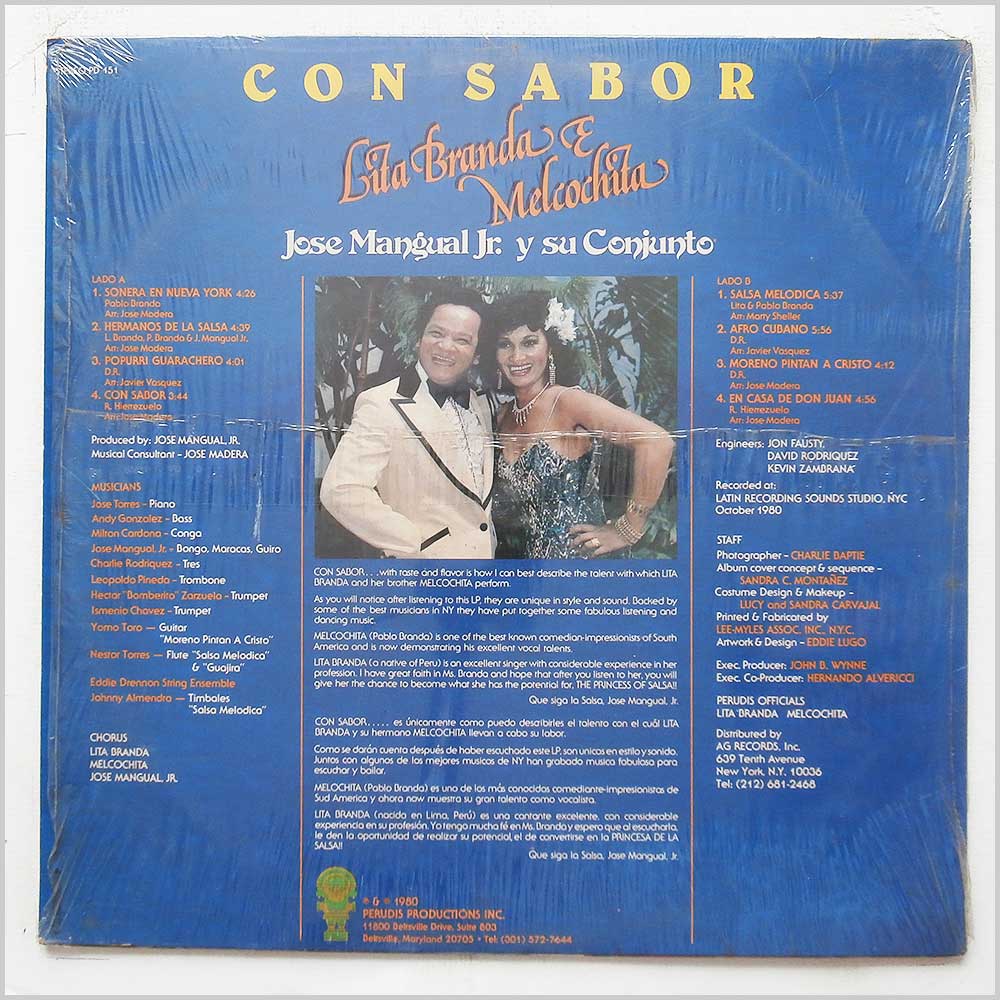 STEREO PD 151
CON SABOR
Lita Branda E
Melcochita
Jose Mangual Jr. y su Conjunto
LADO A
1. SONERA EN NUEVA YORK 4:26
Pablo Branda
Arr: Jose Madera
2. HERMANOS DE LA SALSA 4:39
L. Branda, P. Branda & J. Mangual Jr.
Arr: Jose Madera
3. POPURRI GUARACHERO 4:01
D.R.
Arr: Javier Vasquez
4. CON SABOR 3:44
R. Hierrezuelo
Arr: Jose Madera
Produced by: JOSE MANGUAL, JR.
Musical Consultant - JOSE MADERA
MUSICIANS
Jose Torres - Piano
Andy Gonzalez - Bass
Milton Cardona - Conga
Jose Mangual, Jr. - Bongo, Maracas, Guiro
Charlie Rodriquez - Tres
Leopoldo Pineda - Trombone
Hector "Bomberito" Zarzuela - Trumpet
Ismenio Chavez - Trumpet
Yomo Toro - Guitar
"Moreno Pintan A Cristo"
Nestor Torres - Flute "Salsa Melodica"
& "Guajira"
Eddie Drennon String Ensemble
Johnny Almendra - Timbales
"Salsa Melodica"
CHORUS
LITA BRANDA
MELCOCHITA
JOSE MANGUAL, JR.
CON SABOR. . .with taste and flavor is how I can best describe the talent with which LITA
BRANDA and her brother MELCOCHITA perform.
As you will notice after listening to this LP, they are unique in style and sound. Backed by
some of the best musicians in NY they have put together some fabulous listening and
dancing music.
MELCOCHITA (Pablo Branda) is one of the best known comedian-impressionists of South
America and is now demonstrating his excellent vocal talents.
LITA BRANDA (a native of Peru) is an excellent singer with considerable experience in her
profession. I have great faith in Ms. Branda and hope that after you listen to her, you will
give her the chance to become what she has the potential for, THE PRINCESS OF SALSA!!
Que siga la Salsa, Jose Mangual, Jr.
CON SABOR. . . . . es únicamente como puedo describirles el talento con el cuál LITA
BRANDA y su hermano MELCOCHITA llevan a cabo su labor.
Como se darán cuenta después de haber escuchado este LP, son unicas en estilo y sonido.
Juntos con algunos de los mejores musicos de NY han grabado musica fabulosa para
escuchar y bailar.
MELOCHITA (Pablo Branda) es uno de los más conocidas comediante-impresionistas de
Sud America y ahora now muestra su gran talento como vocalista.
LITA BRANDA (nacida en Lima, Perú) es una cantante excelente, con considerable
experiencia en su profesión. Yo tengo mucha fé en Ms. Branda y espero que al escucharla,
le den la oportunidad de realizar su potencial, el de convertirse en la PRINCESA DE LA
SALSA!!
Que siga la Salsa, Jose Mangual, Jr.
℗ & © 1980
PERUDIS PRODUCTIONS INC.
11800 Beltsville Drive, Suite 803
Beltsville, Maryland 20705 • Tel: (301) 572-7644
LADO B
1. SALSA MELODICA 5:37
Lita & Pablo Branda
Arr: Marty Sheller
2. AFRO CUBANO 5:56
D.R.
Arr: Javier Vasquez
3. MORENO PINTAN A CRISTO 4:12
D.R.
Arr: Jose Madera
4. EN CASA DE DON JUAN 4:56
R. Hierrezuelo
Arr: Jose Madera
Engineers: JON FAUSTY,
DAVID RODRIQUEZ
KEVIN ZAMBRANA
Recorded at:
LATIN RECORDING SOUNDS STUDIO, NYC
October 1980
STAFF
Photographer - CHARLIE BAPTIE
Album cover concept & sequence -
SANDRA C. MONTAÑEZ
Costume Design & Makeup -
LUCY and SANDRA CARVAJAL
Printed & Fabricated by
LEE-MYLES ASSOC. INC., N.Y.C.
Artwork & Design - EDDIE LUGO
Exec. Producer: JOHN B. WYNNE
Exec. Co-Producer: HERNANDO ALVERICCI
PERUDIS OFFICIALS
LITA BRANDA MELCOCHITA
Distributed by
AG RECORDS, Inc.
639 Tenth Avenue
New York, N.Y. 10036
Tel: (212) 681-2468